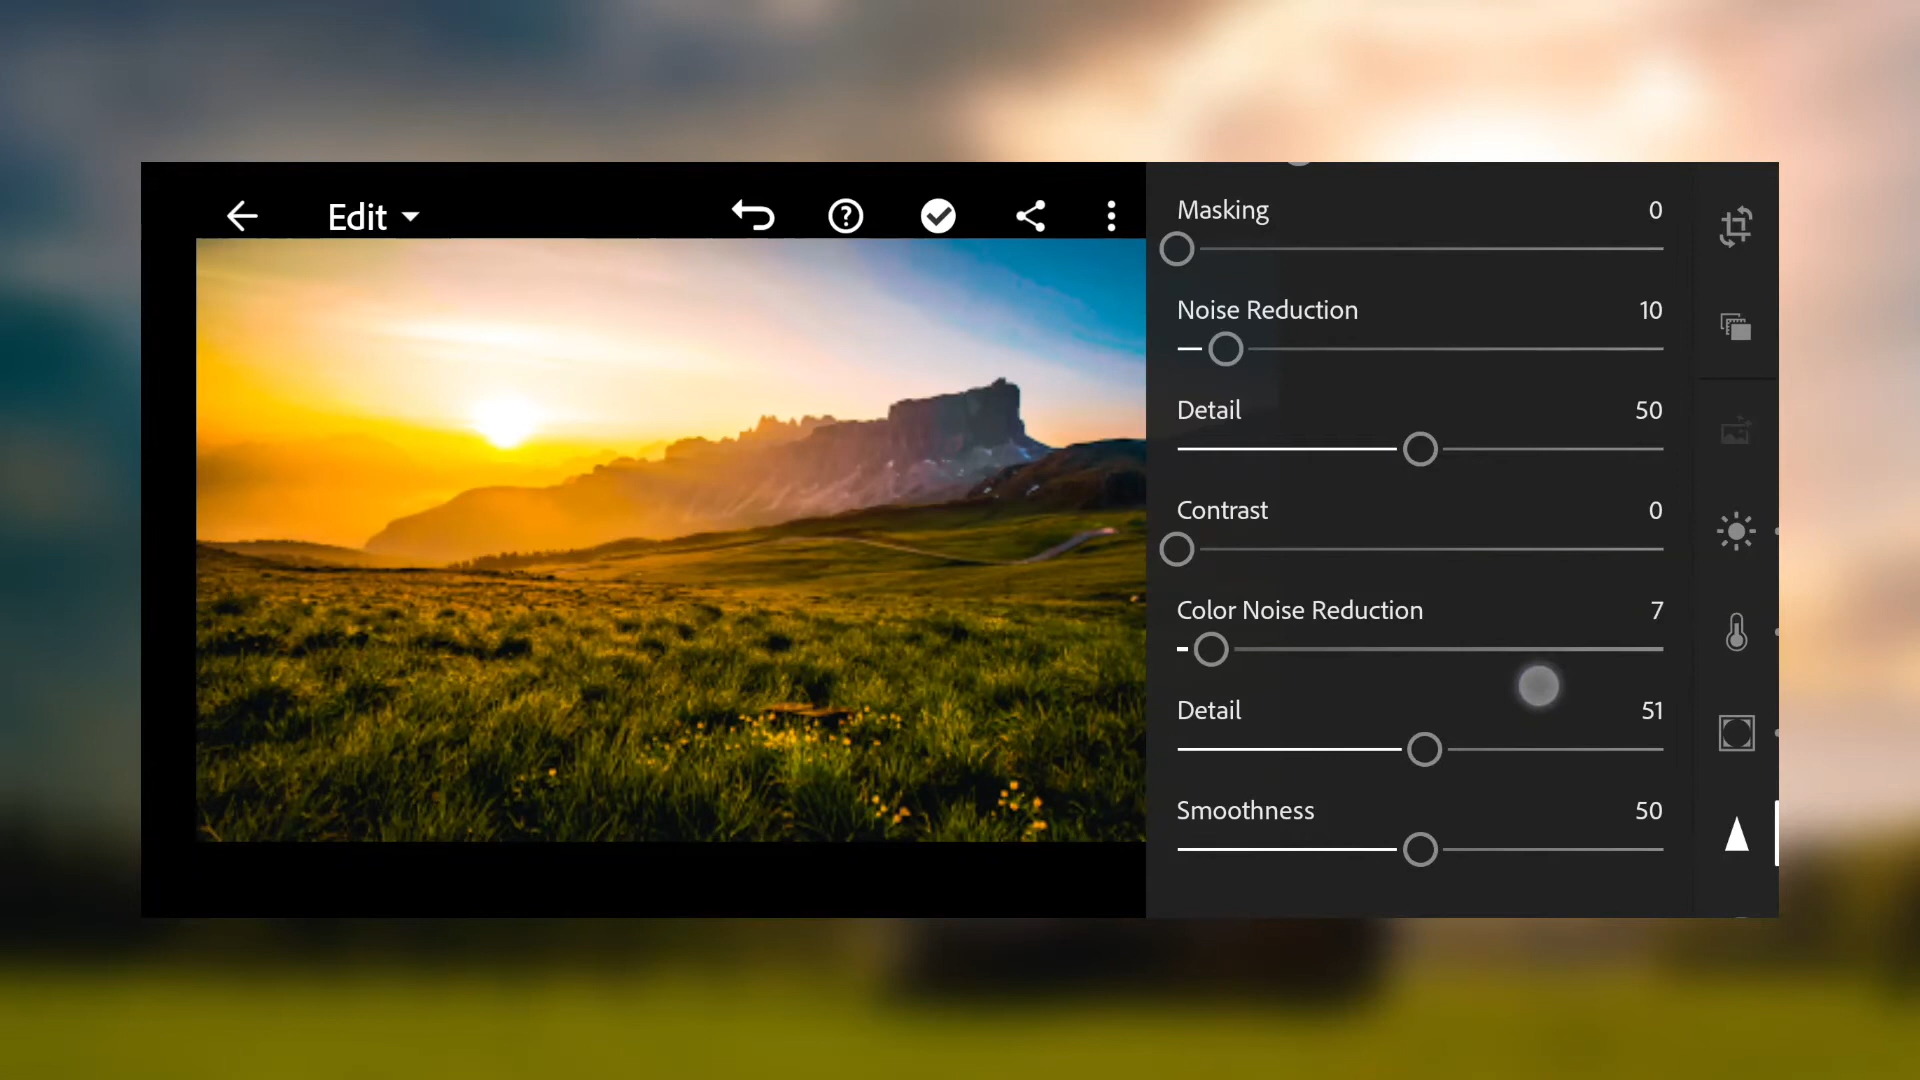 Edit
Masking 0
Noise Reduction 10
Detail 50
Contrast 0
Color Noise Reduction 7
Detail 51
Smoothness 50